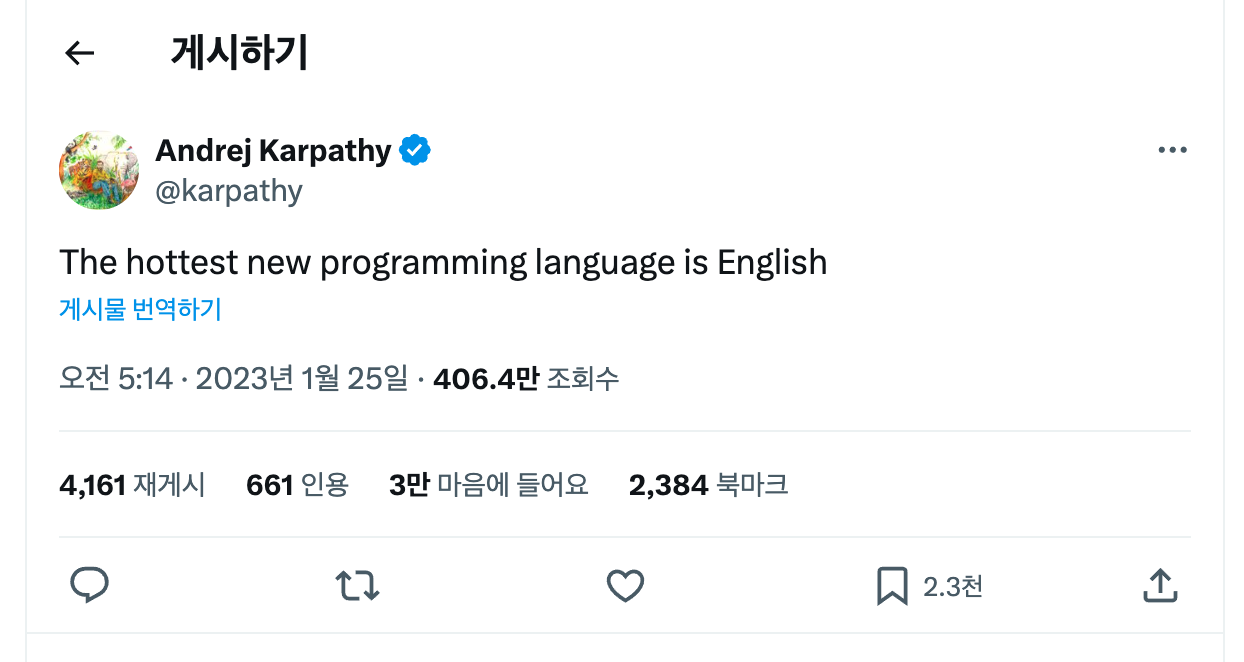 게시하기
Andrej Karpathy
@karpathy
The hottest new programming language is English
게시물 번역하기
오전 5:14 · 2023년 1월 25일 · 406.4만 조회수
4,161 재게시 661 인용 3만 마음에 들어요 2,384 북마크
2.3천